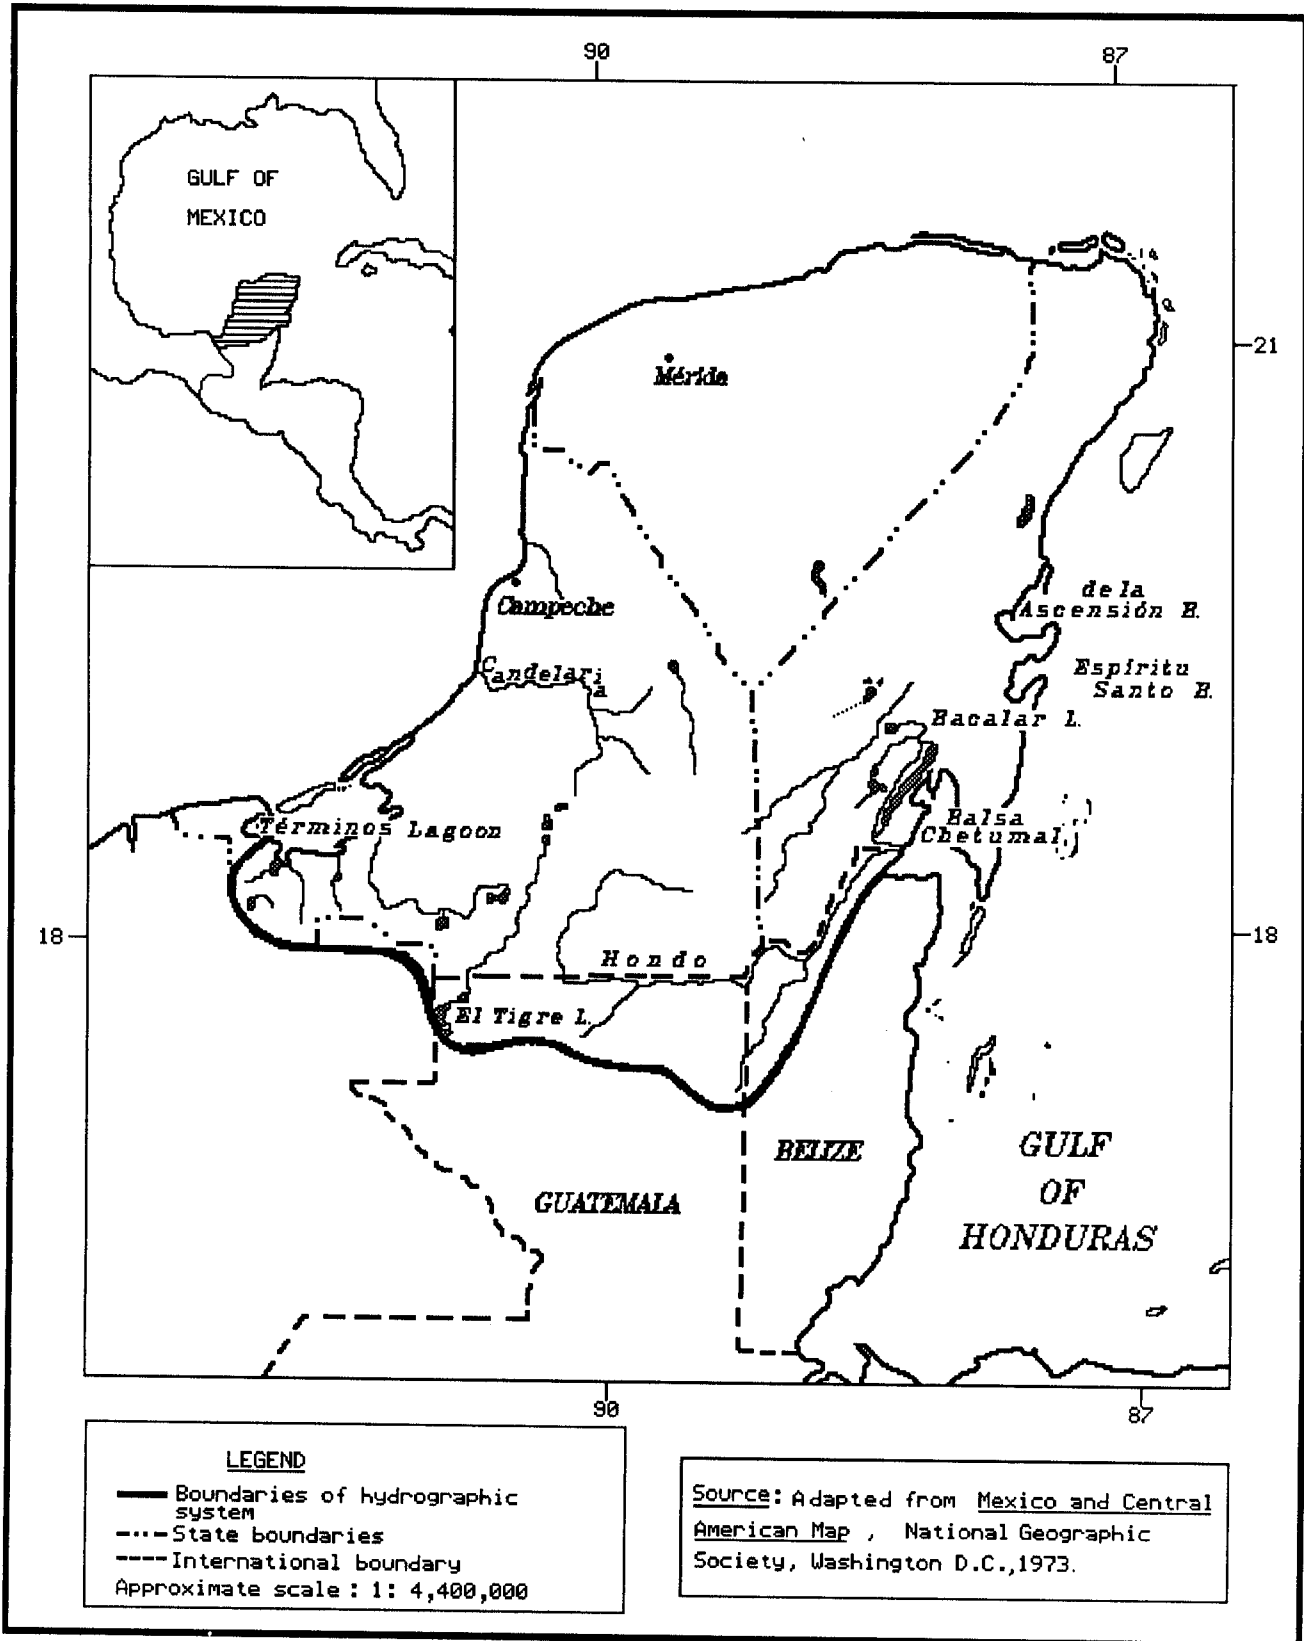 90
87
GULF OF
MEXICO
21
Mérida
Campeche
de la
Ascensión B.
Espíritu
Santo B.
Candelaria
Bacalar L.
Balsa
Chetumal
Términos Lagoon
18
18
Hondo
El Tigre L.
BELIZE
GUATEMALA
GULF
OF
HONDURAS
90
87
LEGEND
Boundaries of hydrographic
system
State boundaries
International boundary
Approximate scale : 1: 4,400,000
Source: Adapted from Mexico and Central
American Map , National Geographic
Society, Washington D.C.,1973.